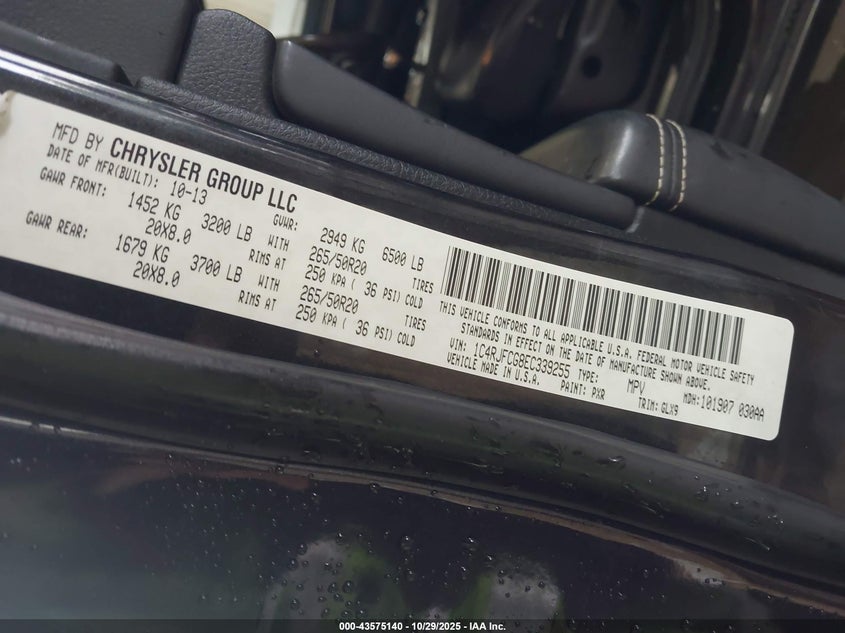 MFD BY CHRYSLER GROUP LLC
DATE OF MFR(BUILT): 10-13 GVWR: 2949 KG 6500 LB
GAWR FRONT: 1452 KG 3200 LB WITH 265/50R20 TIRES
20X8.0 RIMS AT 250 KPA ( 36 PSI) COLD
GAWR REAR: 1679 KG 3700 LB WITH 265/50R20 TIRES
20X8.0 RIMS AT 250 KPA ( 36 PSI) COLD
THIS VEHICLE CONFORMS TO ALL APPLICABLE U.S.A. FEDERAL MOTOR VEHICLE SAFETY
STANDARDS IN EFFECT ON THE DATE OF MANUFACTURE SHOWN ABOVE.
VIN: 1C4RJFCG8EC339255 TYPE: MPV MDH:101907 030AA
VEHICLE MADE IN U.S.A. PAINT: PXR TRIM: GLX9
000-43575140 - 10/29/2025 - IAA Inc.